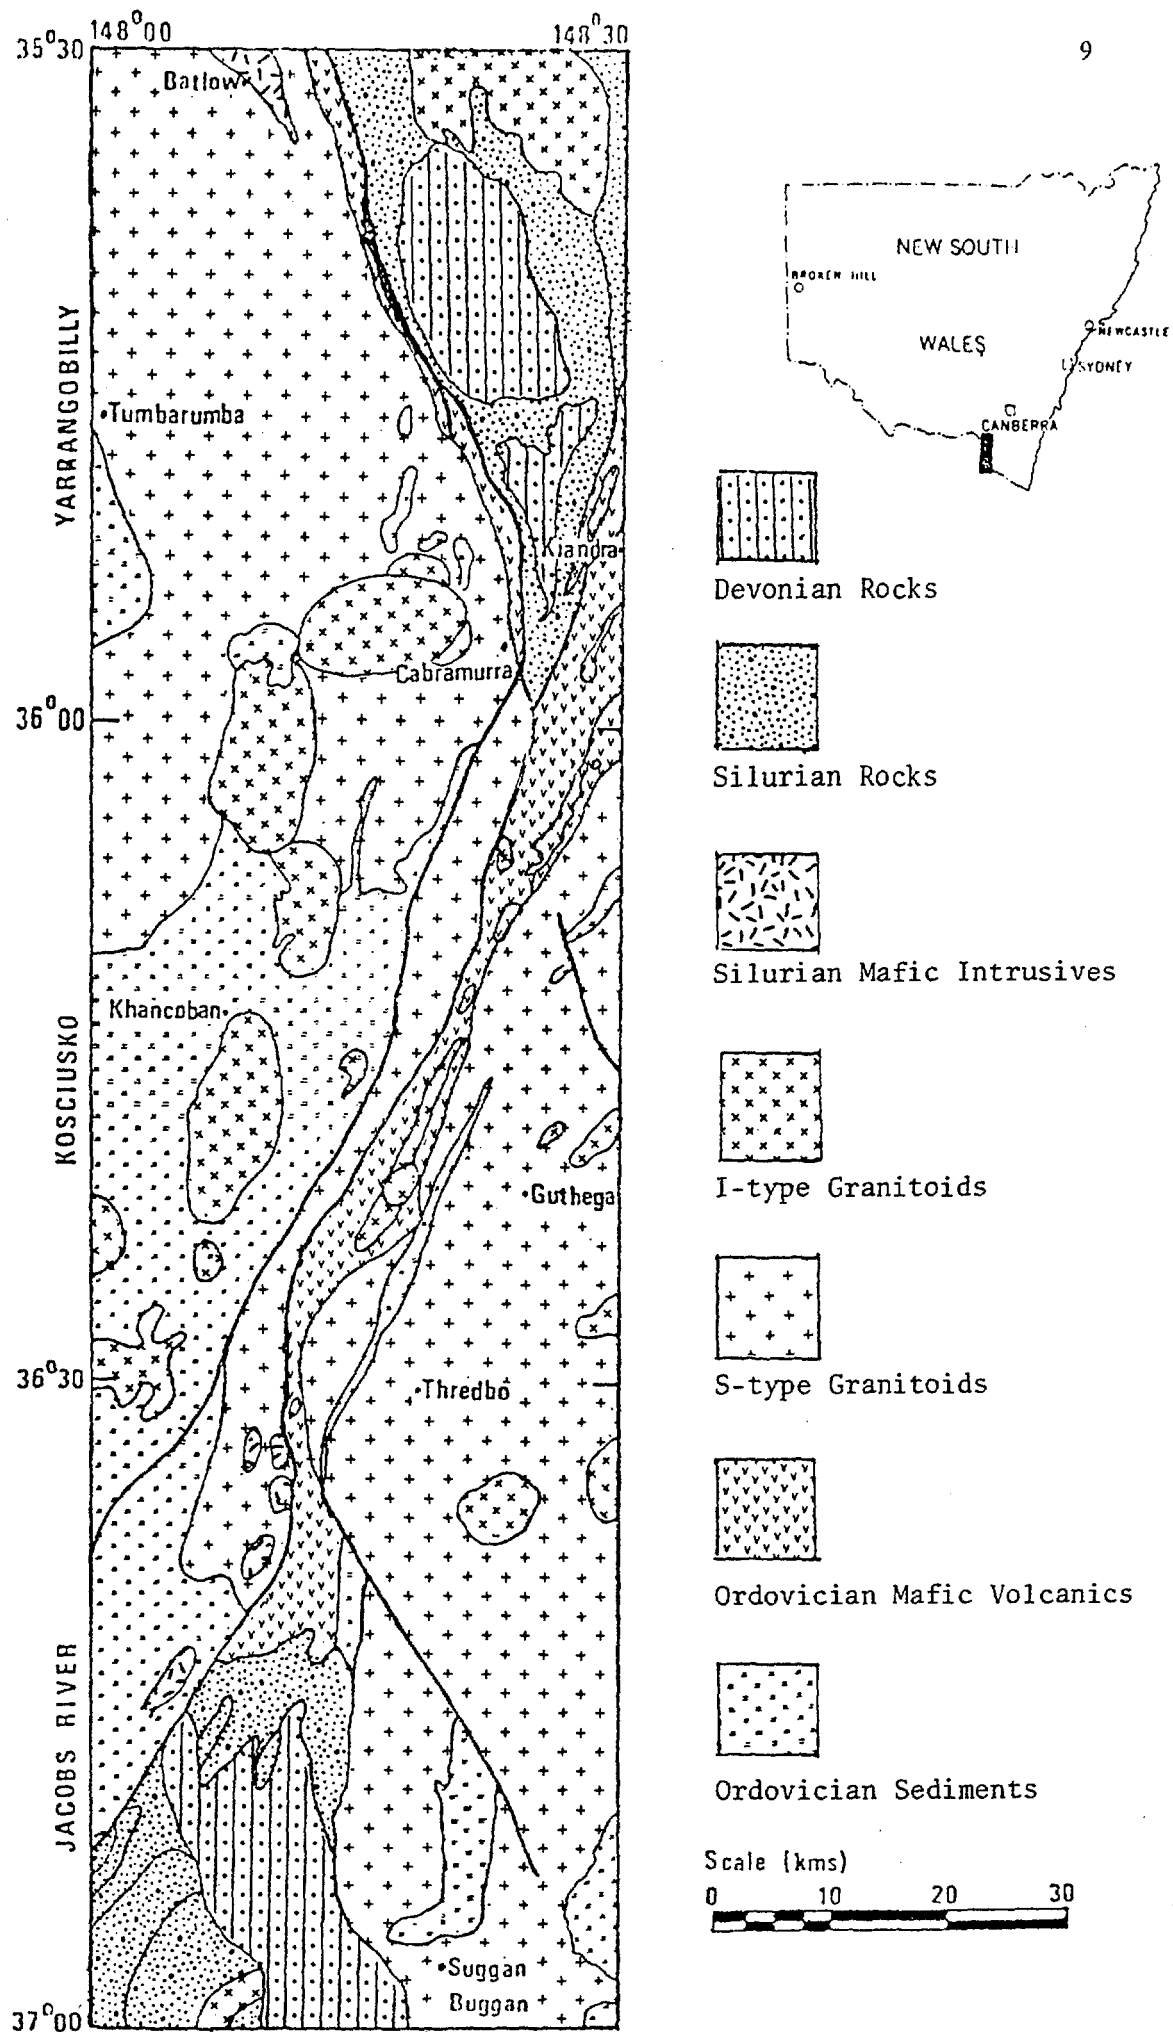 148°00
148°30
35°30
9
Batlow
YARRANGOBILLY
Tumbarumba
Kiandra
Cabramurra
36°00
KOSCIUSKO
Khancoban
Guthega
36°30
Thredbo
JACOBS RIVER
Suggan
Buggan
37°00
NEW SOUTH
WALES
BROKEN HILL
NEWCASTLE
SYDNEY
CANBERRA
Devonian Rocks
Silurian Rocks
Silurian Mafic Intrusives
I-type Granitoids
S-type Granitoids
Ordovician Mafic Volcanics
Ordovician Sediments
Scale (kms)
0 10 20 30